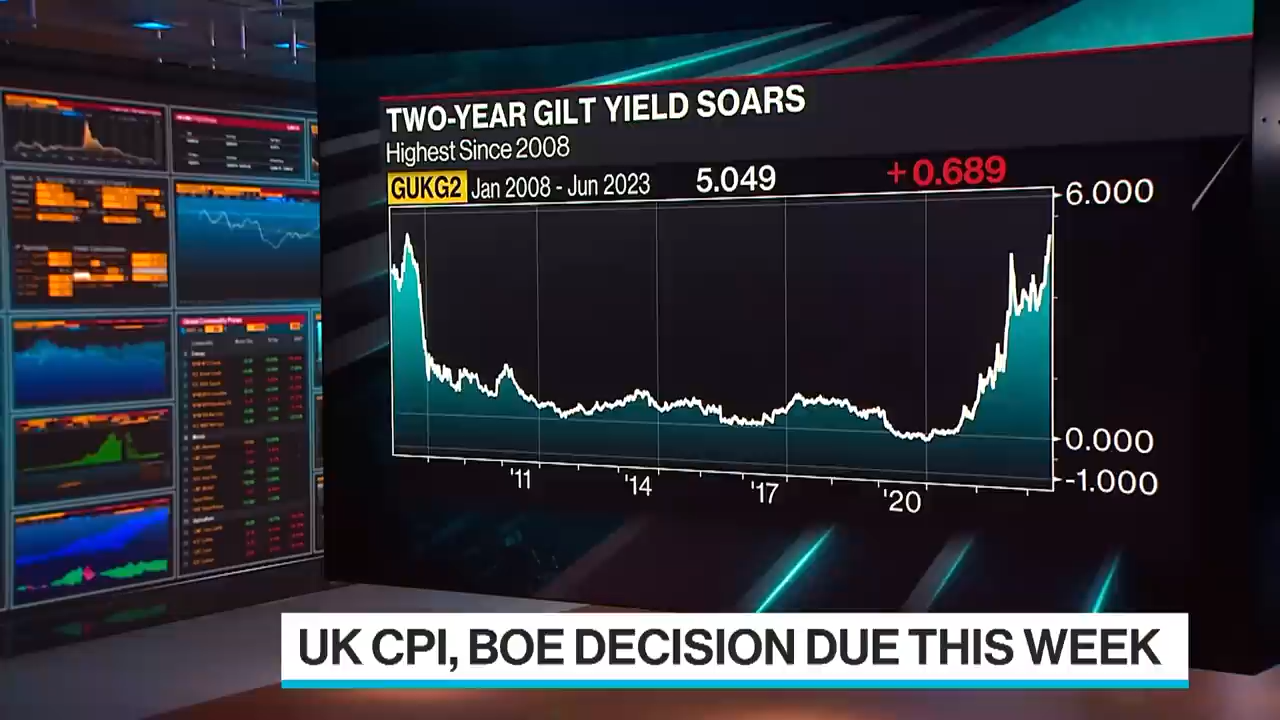 TWO-YEAR GILT YIELD SOARS
Highest Since 2008
GUKG2 Jan 2008 - Jun 2023 5.049 +0.689
6.000
0.000
-1.000
'11 '14 '17 '20
UK CPI, BOE DECISION DUE THIS WEEK